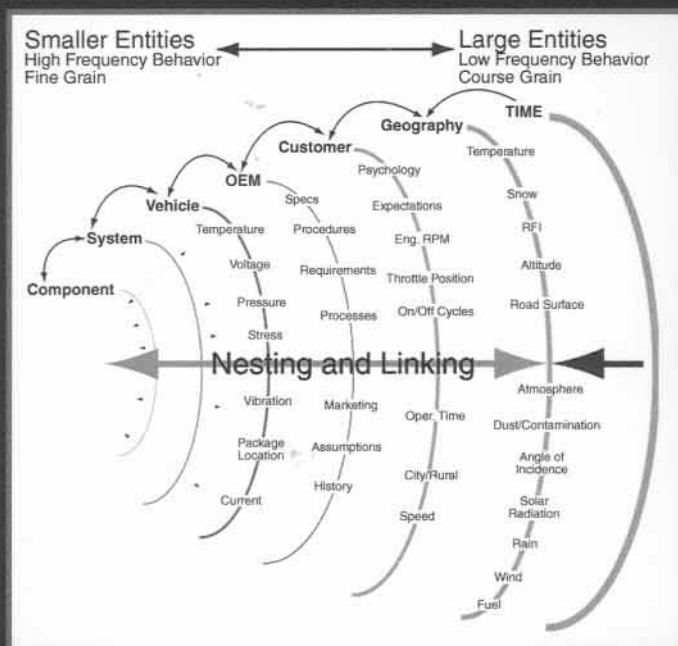 Smaller Entities
High Frequency Behavior
Fine Grain
Large Entities
Low Frequency Behavior
Course Grain
TIME
Geography
Customer
OEM
Vehicie
System
Component
Temperature
Voltage
Pressure
Stress
Vibration
Package
Location
Current
Specs
Procedures
Requirements
Processes
Marketing
Assumptions
History
Psychology
Expectations
Eng. RPM
Throttle Position
On/Off Cycles
Oper. Time
City/Rural
Speed
Temperature
Snow
RFI
Altitude
Road Surface
Atmosphere
Dust/Contamination
Angle of
Incidence
Solar
Radiation
Rain
Wind
Fuel
Nesting and Linking